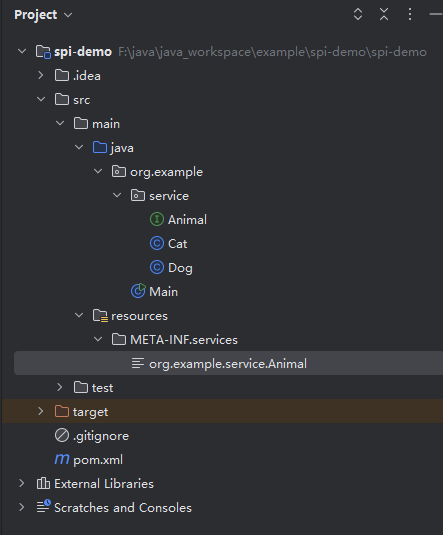 Project
spi-demo F:\java\java_workspace\example\spi-demo\spi-demo
.idea
src
main
java
org.example
service
Animal
Cat
Dog
Main
resources
META-INF.services
org.example.service.Animal
test
target
.gitignore
pom.xml
External Libraries
Scratches and Consoles